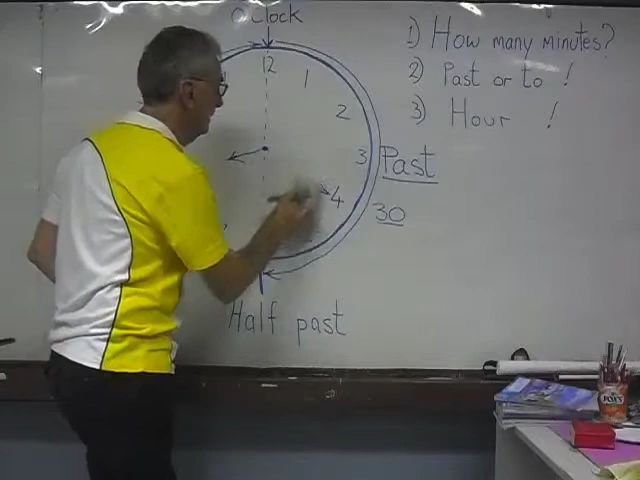 O'Clock
12
1
2
3
4
Past
30
Half past
1) How many minutes?
2) Past or to !
3) Hour !